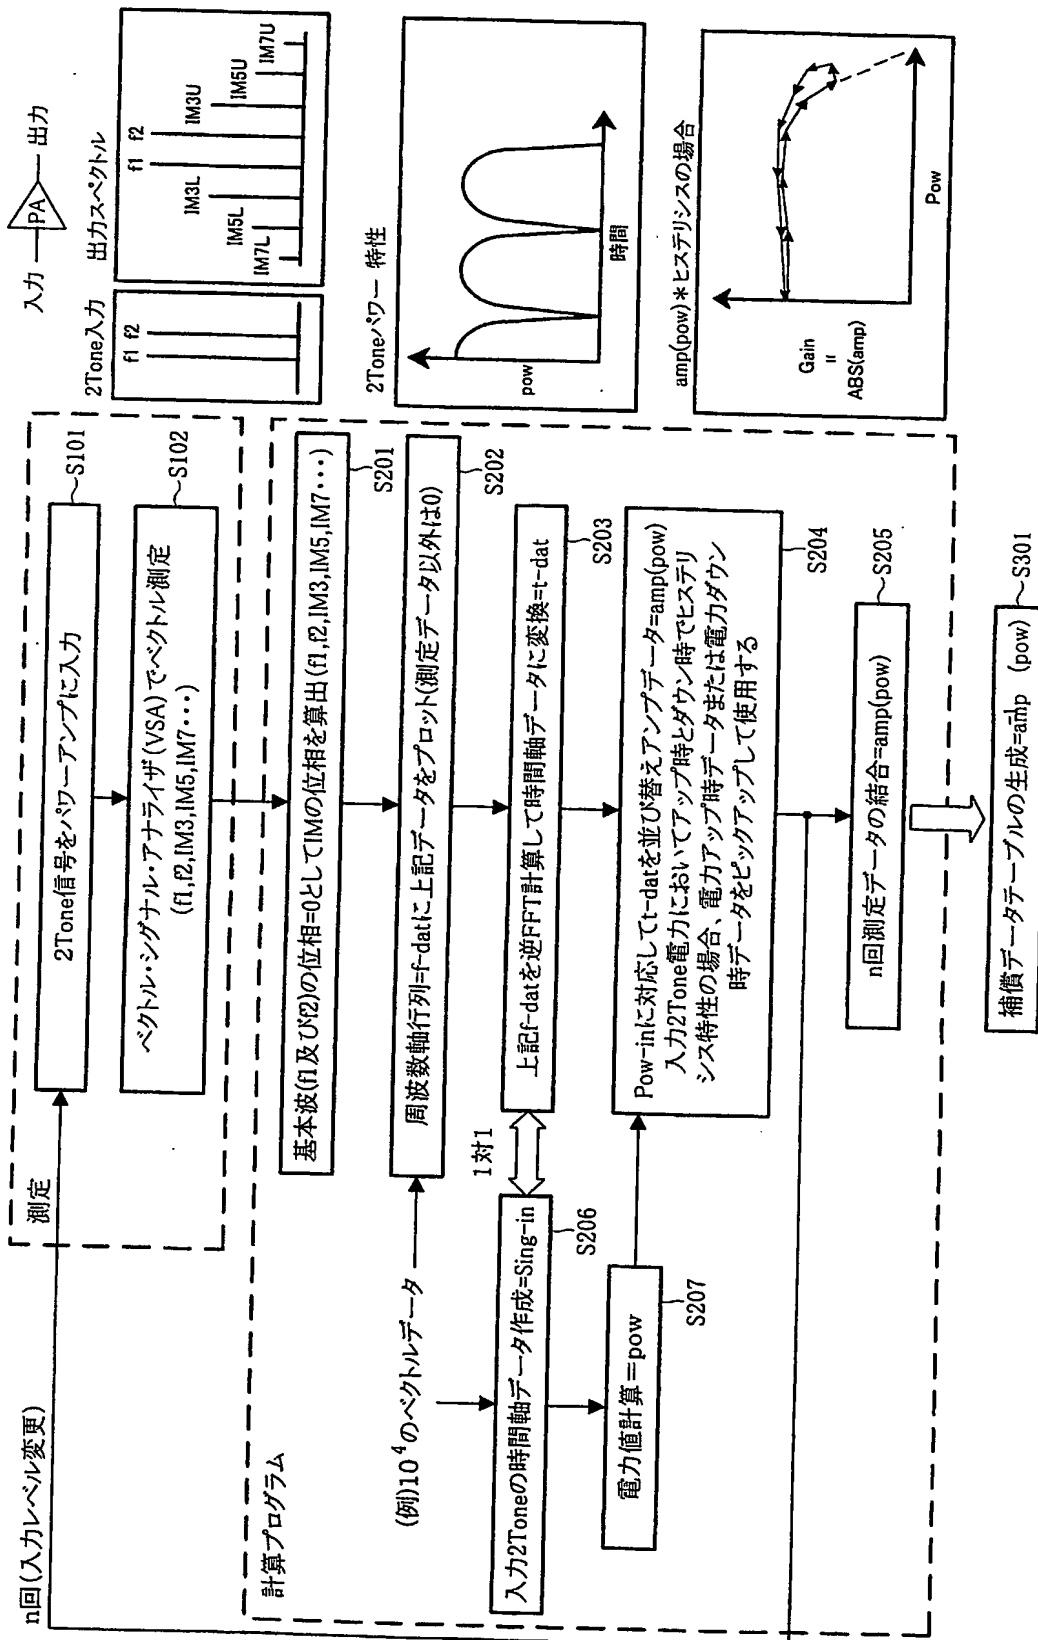 n回(入力レベル変更)
測定
2Tone信号をパワーアンプに入力
S101
ベクトル・シグナル・アナライザ(VSA)でベクトル測定
(f1,f2,IM3,IM5,IM7･･･)
S102
計算プログラム
基本波(f1及びf2)の位相=0としてIMの位相を算出(f1,f2,IM3,IM5,IM7･･･)
S201
(例)10⁴のベクトルデータ
周波数軸行列=f-datに上記データをプロット(測定データ以外は0)
S202
入力2Toneの時間軸データ作成=Sing-in
S206
1対1
上記f-datを逆FFT計算して時間軸データに変換=t-dat
S203
電力値計算=pow
S207
Pow-inに対応してt-datを並び替えアンプデータ=amp(pow)
入力2Tone電力においてアップ時とダウン時でヒステリ
シス特性の場合、電力アップ時データまたは電力ダウン
時データをピックアップして使用する
S204
n回測定データの結合=amp(pow)
S205
補償データテーブルの生成=amp (pow)
S301
入力
PA
出力
2Tone入力
f1 f2
出力スペクトル
IM7L
IM5L
IM3L
f1 f2
IM3U
IM5U
IM7U
2Toneパワー 特性
pow
時間
amp(pow)*ヒステリシスの場合
Gain
=
ABS(amp)
Pow